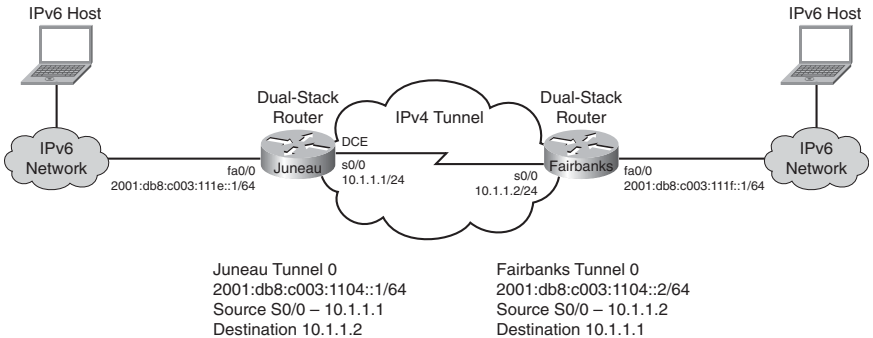 IPv6 Host
IPv6 Host
Dual-Stack
Router
IPv4 Tunnel
Dual-Stack
Router
IPv6
Network
fa0/0
2001:db8:c003:111e::1/64
Juneau
DCE
s0/0
10.1.1.1/24
s0/0
10.1.1.2/24
Fairbanks
fa0/0
2001:db8:c003:111f::1/64
IPv6
Network
Juneau Tunnel 0
2001:db8:c003:1104::1/64
Source S0/0 – 10.1.1.1
Destination 10.1.1.2
Fairbanks Tunnel 0
2001:db8:c003:1104::2/64
Source S0/0 – 10.1.1.2
Destination 10.1.1.1